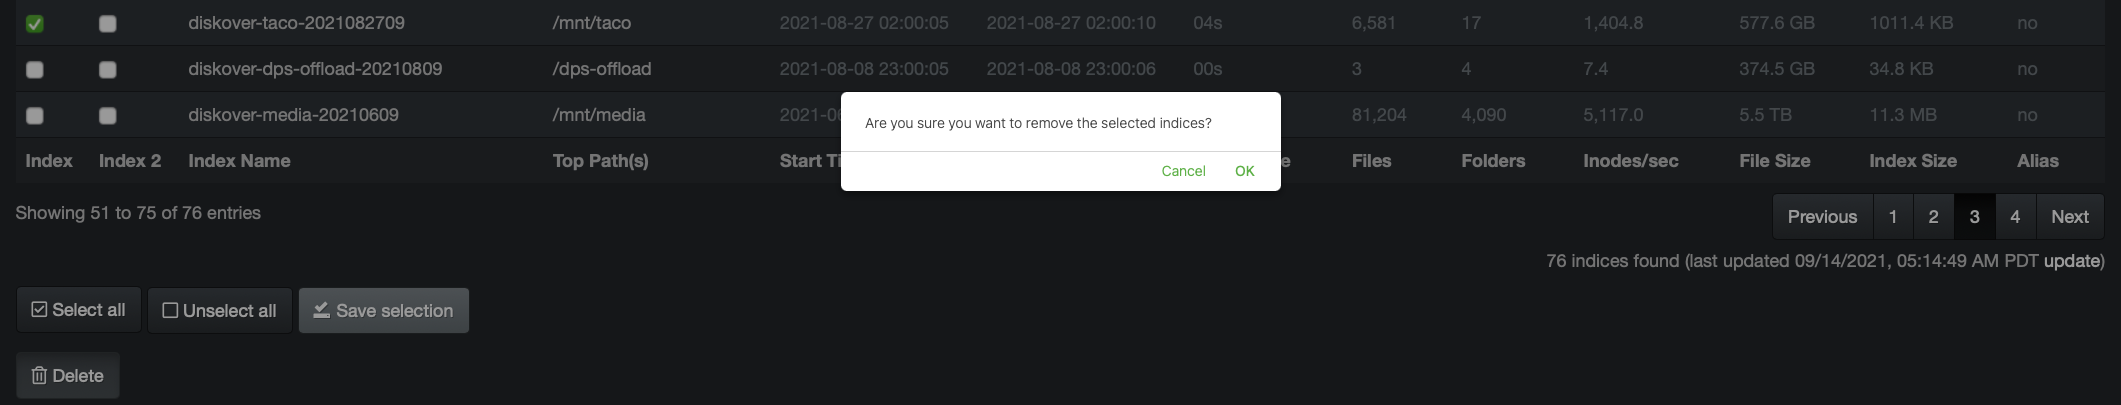 diskover-taco-2021082709 /mnt/taco 2021-08-27 02:00:05 2021-08-27 02:00:10 04s 6,581 17 1,404.8 577.6 GB 1011.4 KB no
diskover-dps-offload-20210809 /dps-offload 2021-08-08 23:00:05 2021-08-08 23:00:06 00s 3 4 7.4 374.5 GB 34.8 KB no
diskover-media-20210609 /mnt/media 81,204 4,090 5,117.0 5.5 TB 11.3 MB no
Are you sure you want to remove the selected indices?
Cancel OK
Index Index 2 Index Name Top Path(s) Start Files Folders Inodes/sec File Size Index Size Alias
Showing 51 to 75 of 76 entries
Previous 1 2 3 4 Next
76 indices found (last updated 09/14/2021, 05:14:49 AM PDT update)
Select all Unselect all Save selection
Delete